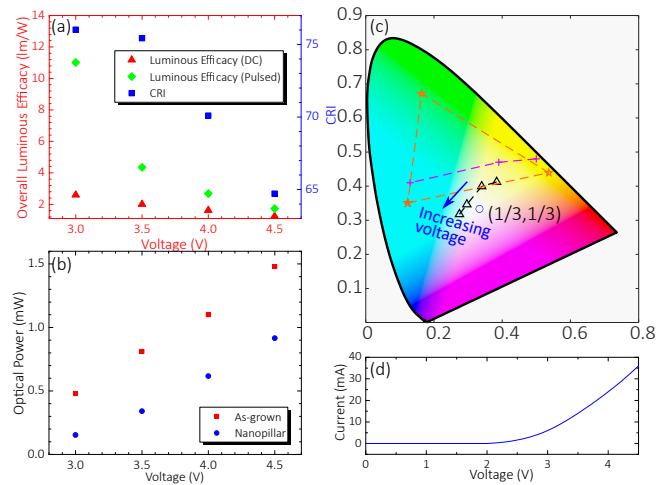 (a)
14
12
10
8
6
4
2
Overall Luminous Efficacy (lm/W)
Luminous Efficacy (DC)
Luminous Efficacy (Pulsed)
CRI
75
70
65
CRI
3.0 3.5 4.0 4.5
Voltage (V)
(b)
1.5
1.0
0.5
0.0
Optical Power (mW)
As-grown
Nanopillar
3.0 3.5 4.0 4.5
Voltage (V)
(c)
0.9
0.8
0.7
0.6
0.5
0.4
0.3
0.2
0.1
Increasing
voltage
(1/3,1/3)
0 0.2 0.4 0.6 0.8
(d)
40
30
20
10
0
Current (mA)
0 1 2 3 4
Voltage (V)